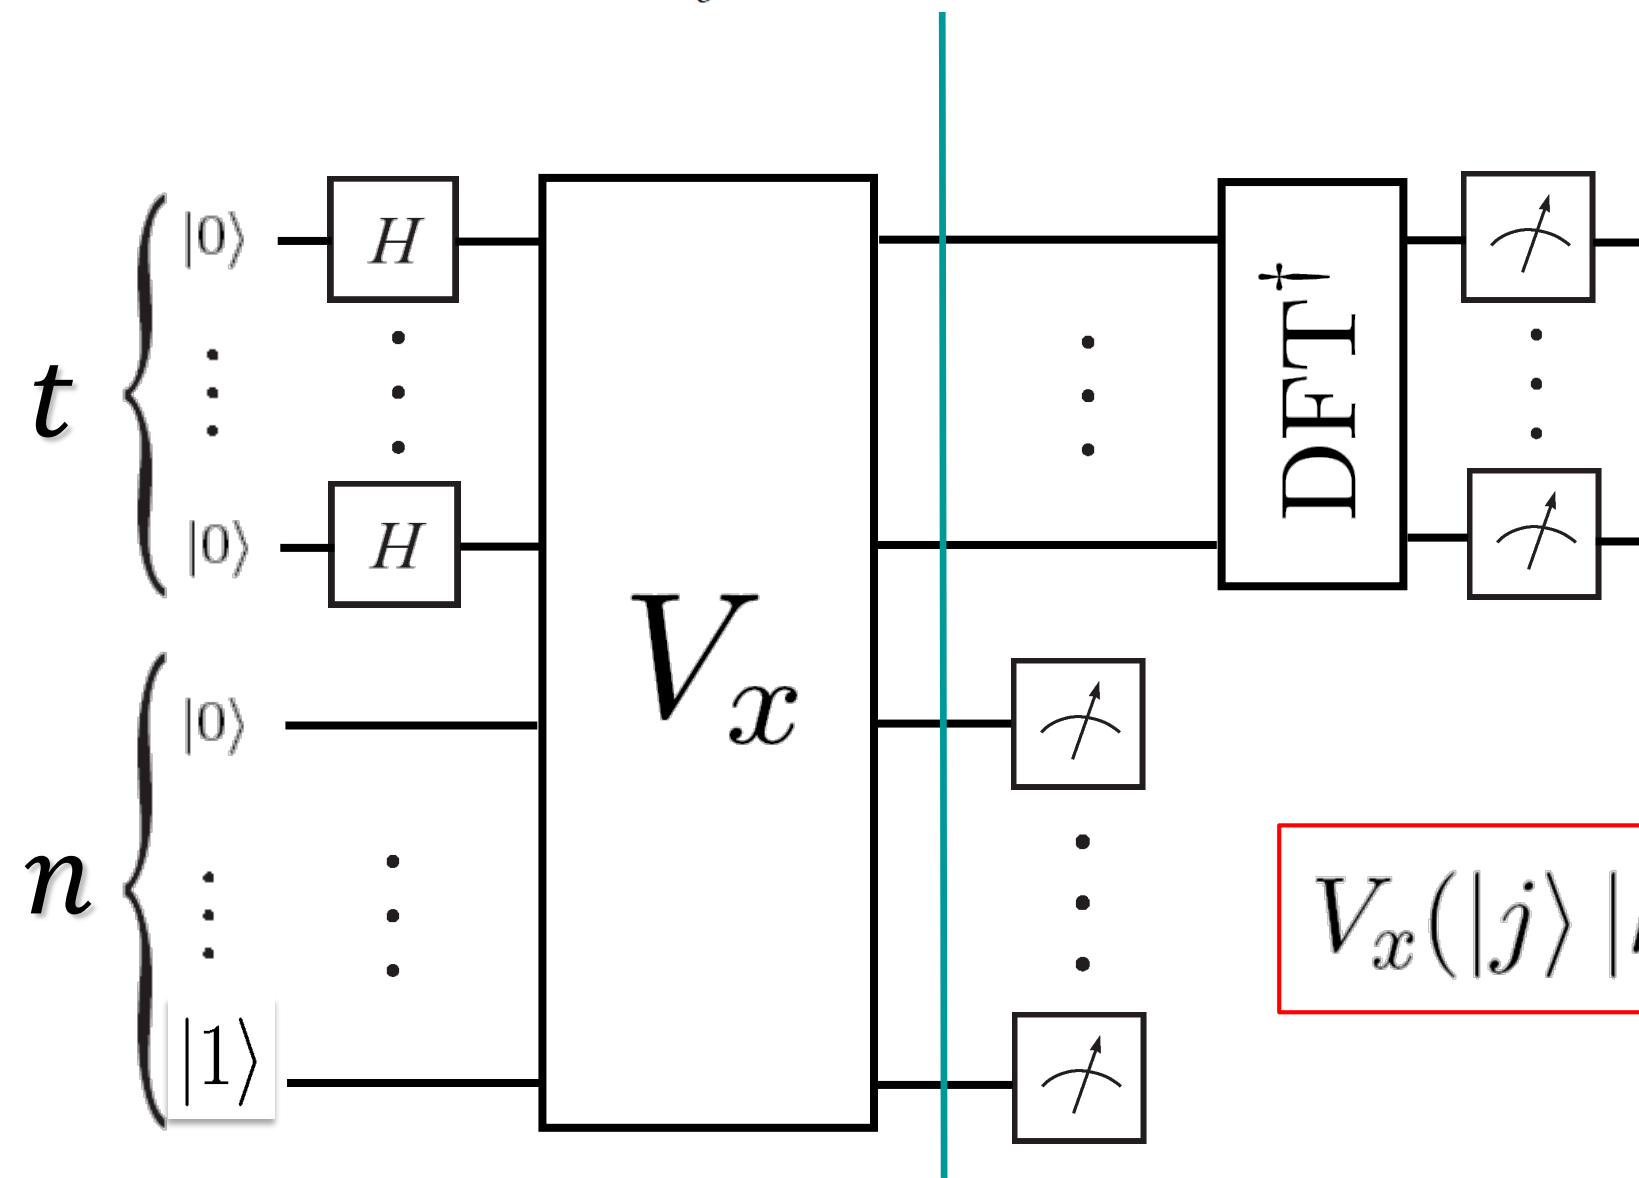 |0⟩ H
t
|0⟩ H
DFT†
V_x
|0⟩
n
V_x(|j⟩ |
|1⟩